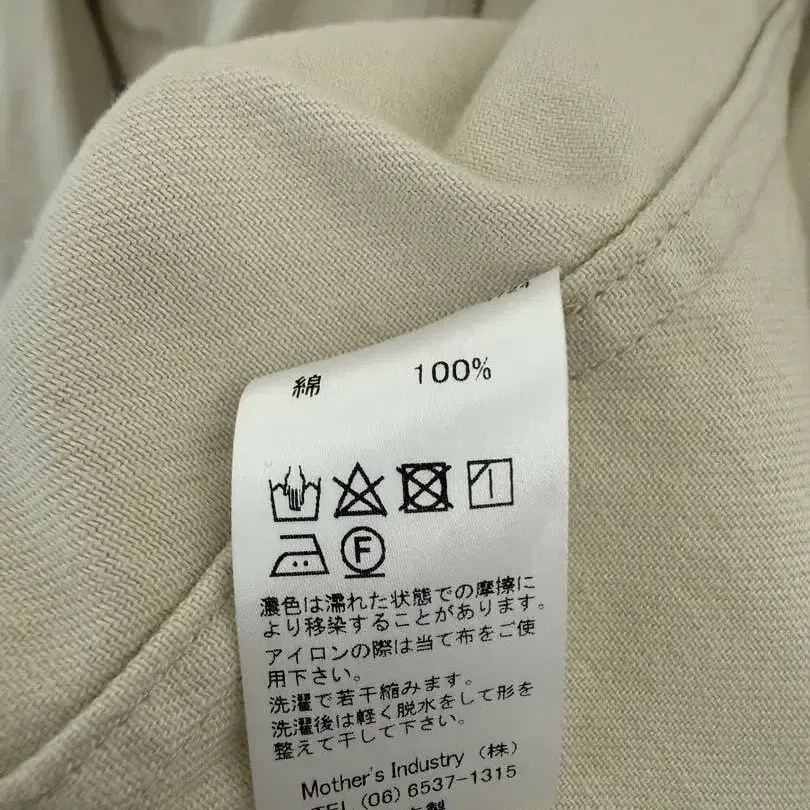 綿 100%
F
濃色は濡れた状態での摩擦に
より移染することがあります。
アイロンの際は当て布をご使
用下さい。
洗濯で若干縮みます。
洗濯後は軽く脱水をして形を
整えて干して下さい。
Mother's Industry (株)
TEL (06) 6537-1315